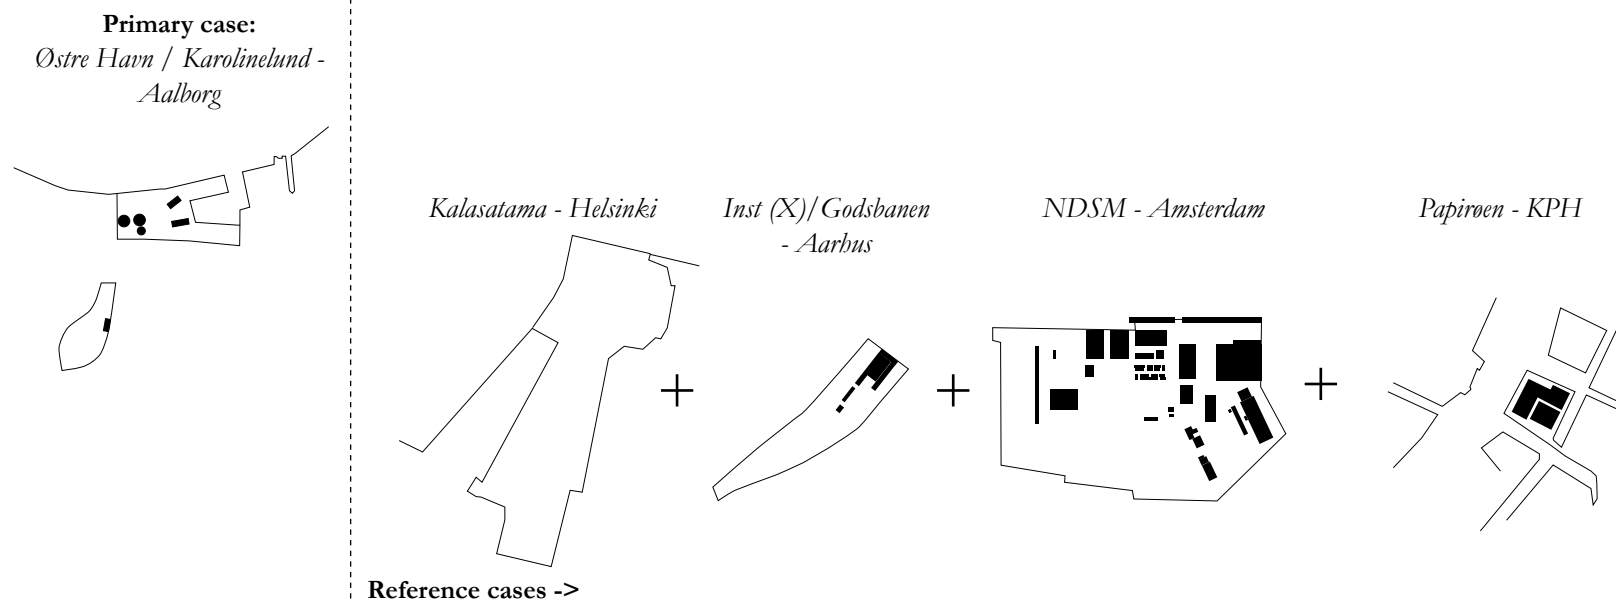 Primary case:
Østre Havn / Karolinelund -
Aalborg
Kalasatama - Helsinki
Inst (X)/Godsbanen
- Aarhus
NDSM - Amsterdam
Papirøen - KPH
+
+
+
Reference cases ->